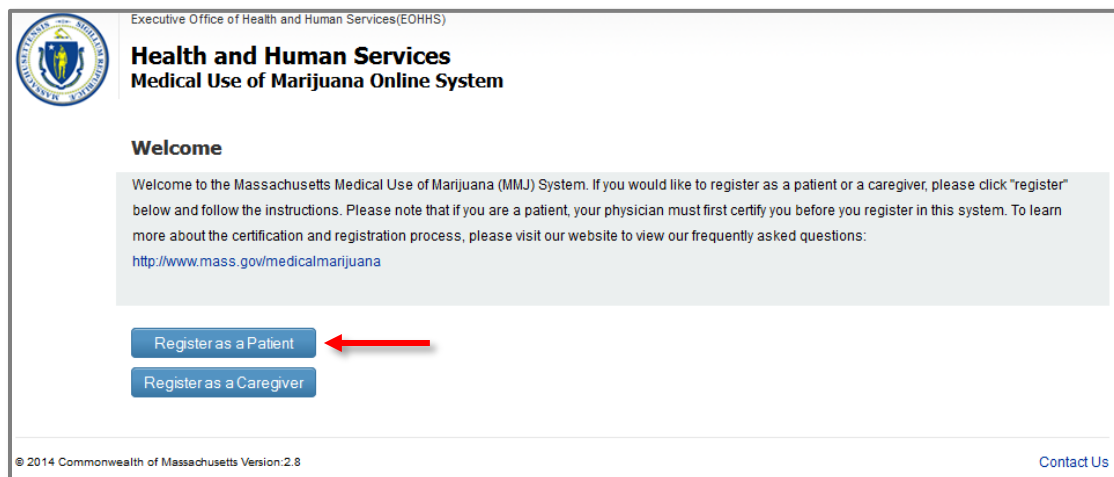 Executive Office of Health and Human Services(EOHHS)
Health and Human Services
Medical Use of Marijuana Online System
Welcome
Welcome to the Massachusetts Medical Use of Marijuana (MMJ) System. If you would like to register as a patient or a caregiver, please click "register"
below and follow the instructions. Please note that if you are a patient, your physician must first certify you before you register in this system. To learn
more about the certification and registration process, please visit our website to view our frequently asked questions:
http://www.mass.gov/medicalmarijuana
Register as a Patient
Register as a Caregiver
© 2014 Commonwealth of Massachusetts Version:2.8
Contact Us